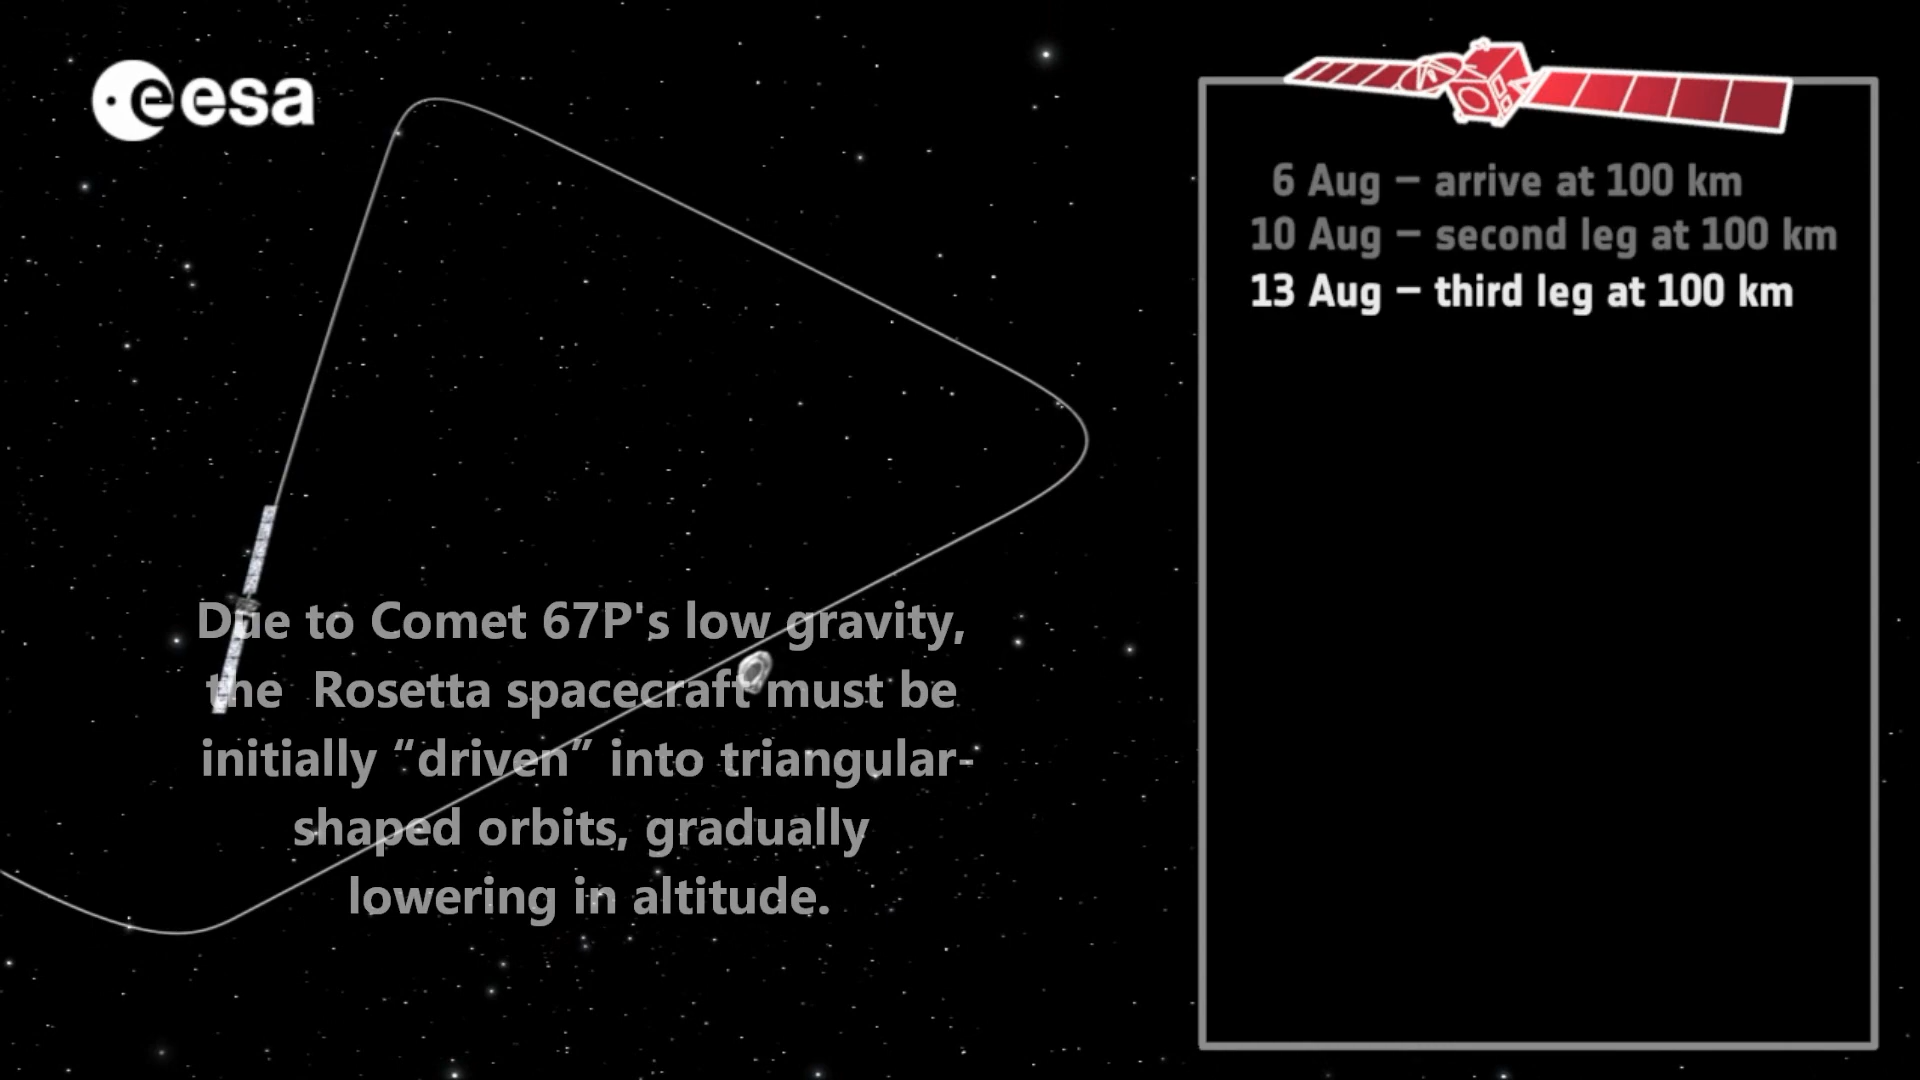 esa
6 Aug – arrive at 100 km
10 Aug – second leg at 100 km
13 Aug – third leg at 100 km
Due to Comet 67P's low gravity,
the  Rosetta spacecraft must be
initially “driven” into triangular-
shaped orbits, gradually
lowering in altitude.